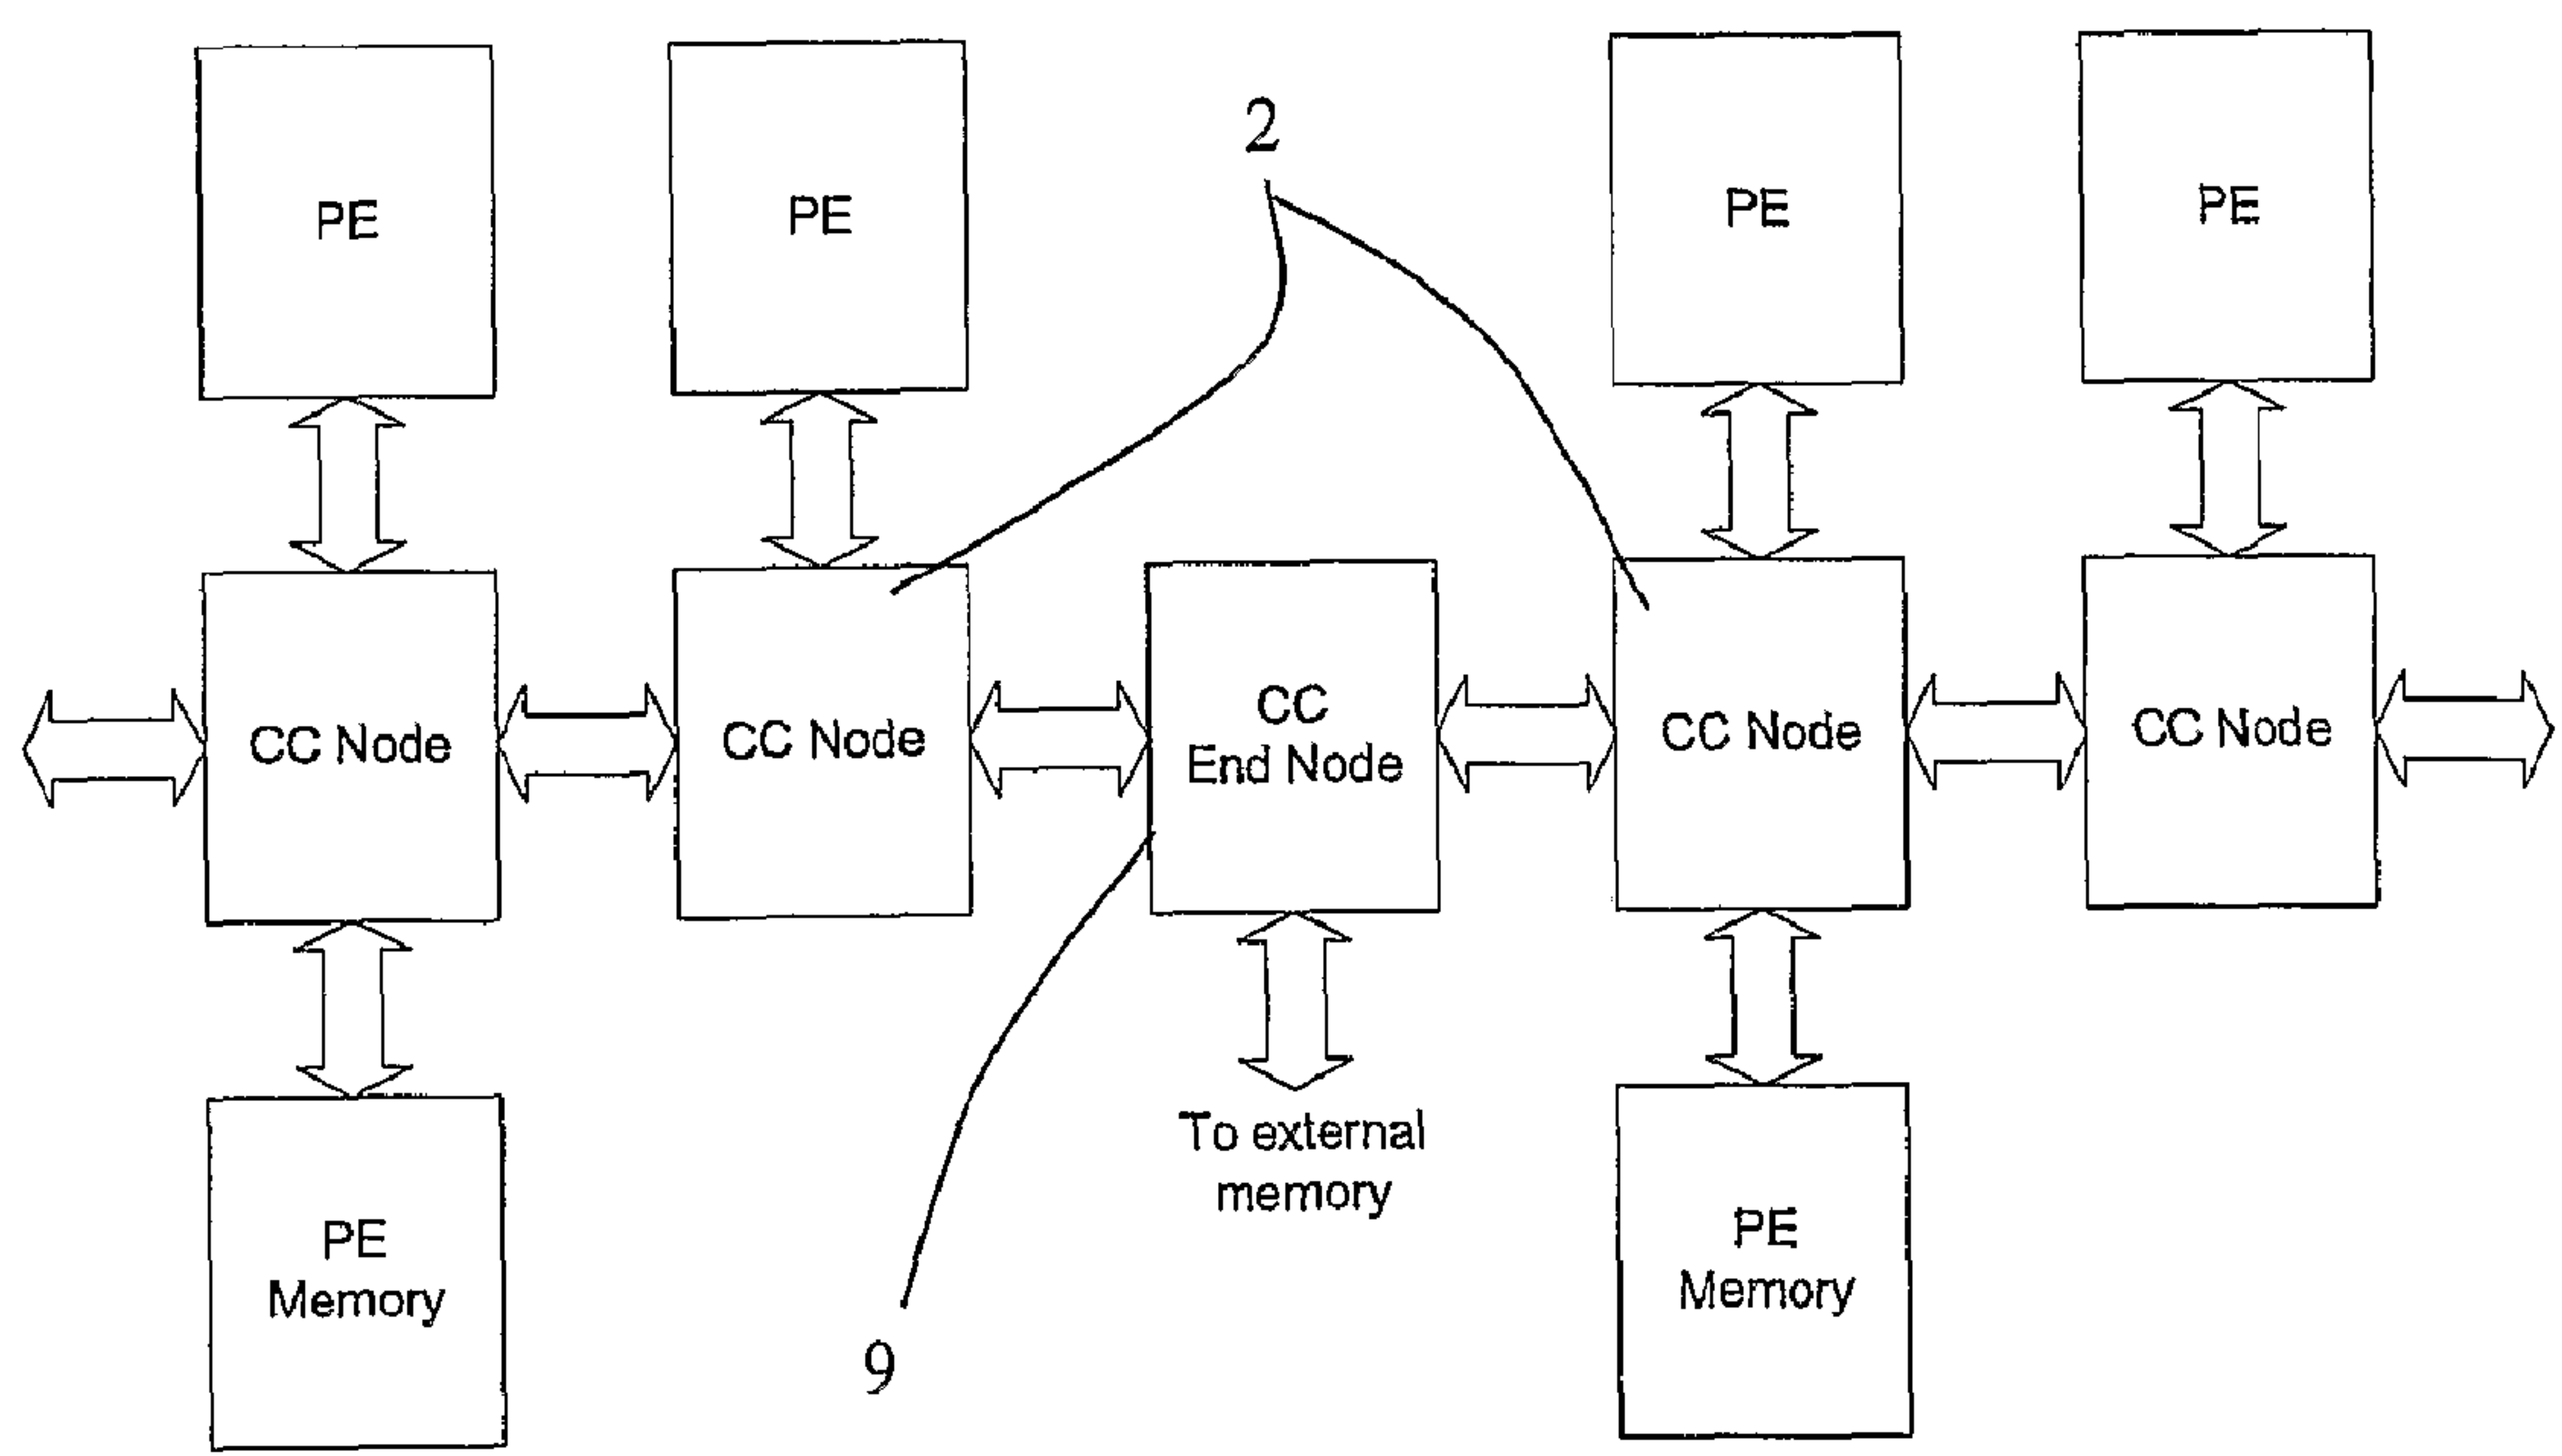 PE
PE
2
PE
PE
CC Node
CC Node
CC
End Node
CC Node
CC Node
To external
memory
PE
Memory
9
PE
Memory